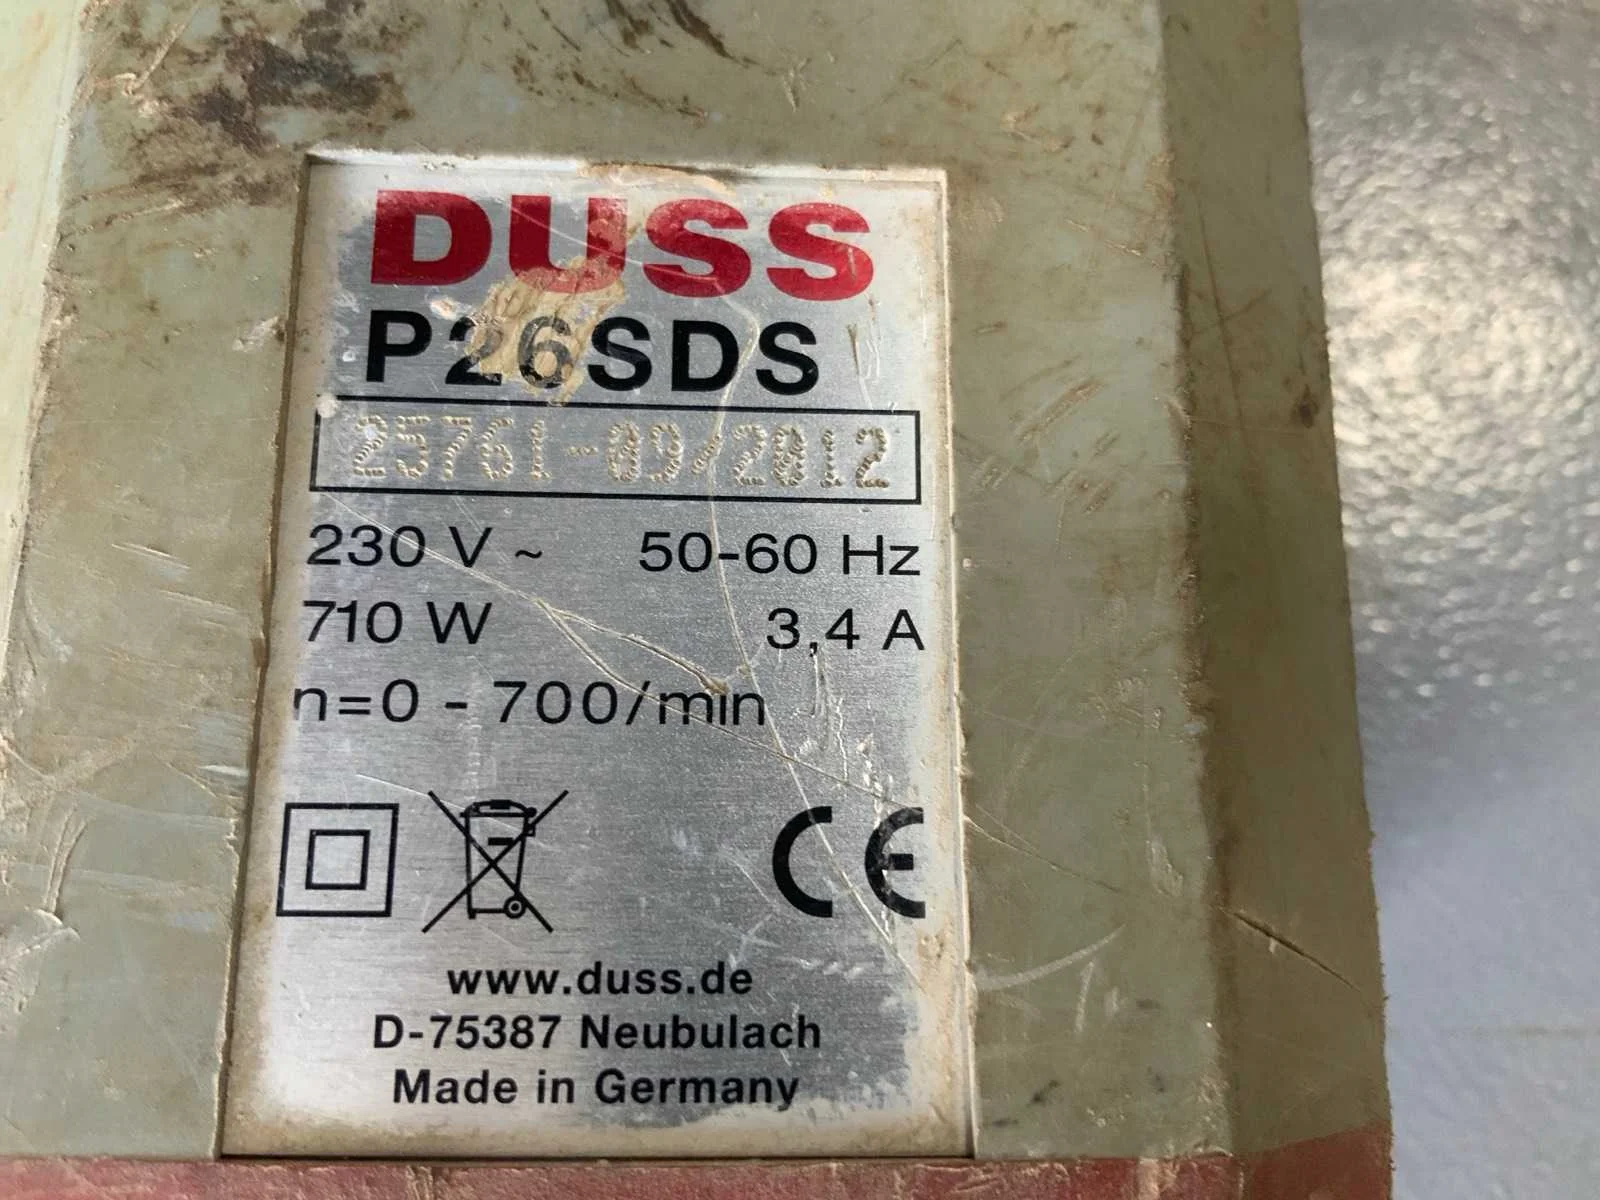 DUSS
P26SDS
25761-09/2012
230 V ~ 50-60 Hz
710 W 3,4 A
n=0 - 700/min
CE
www.duss.de
D-75387 Neubulach
Made in Germany